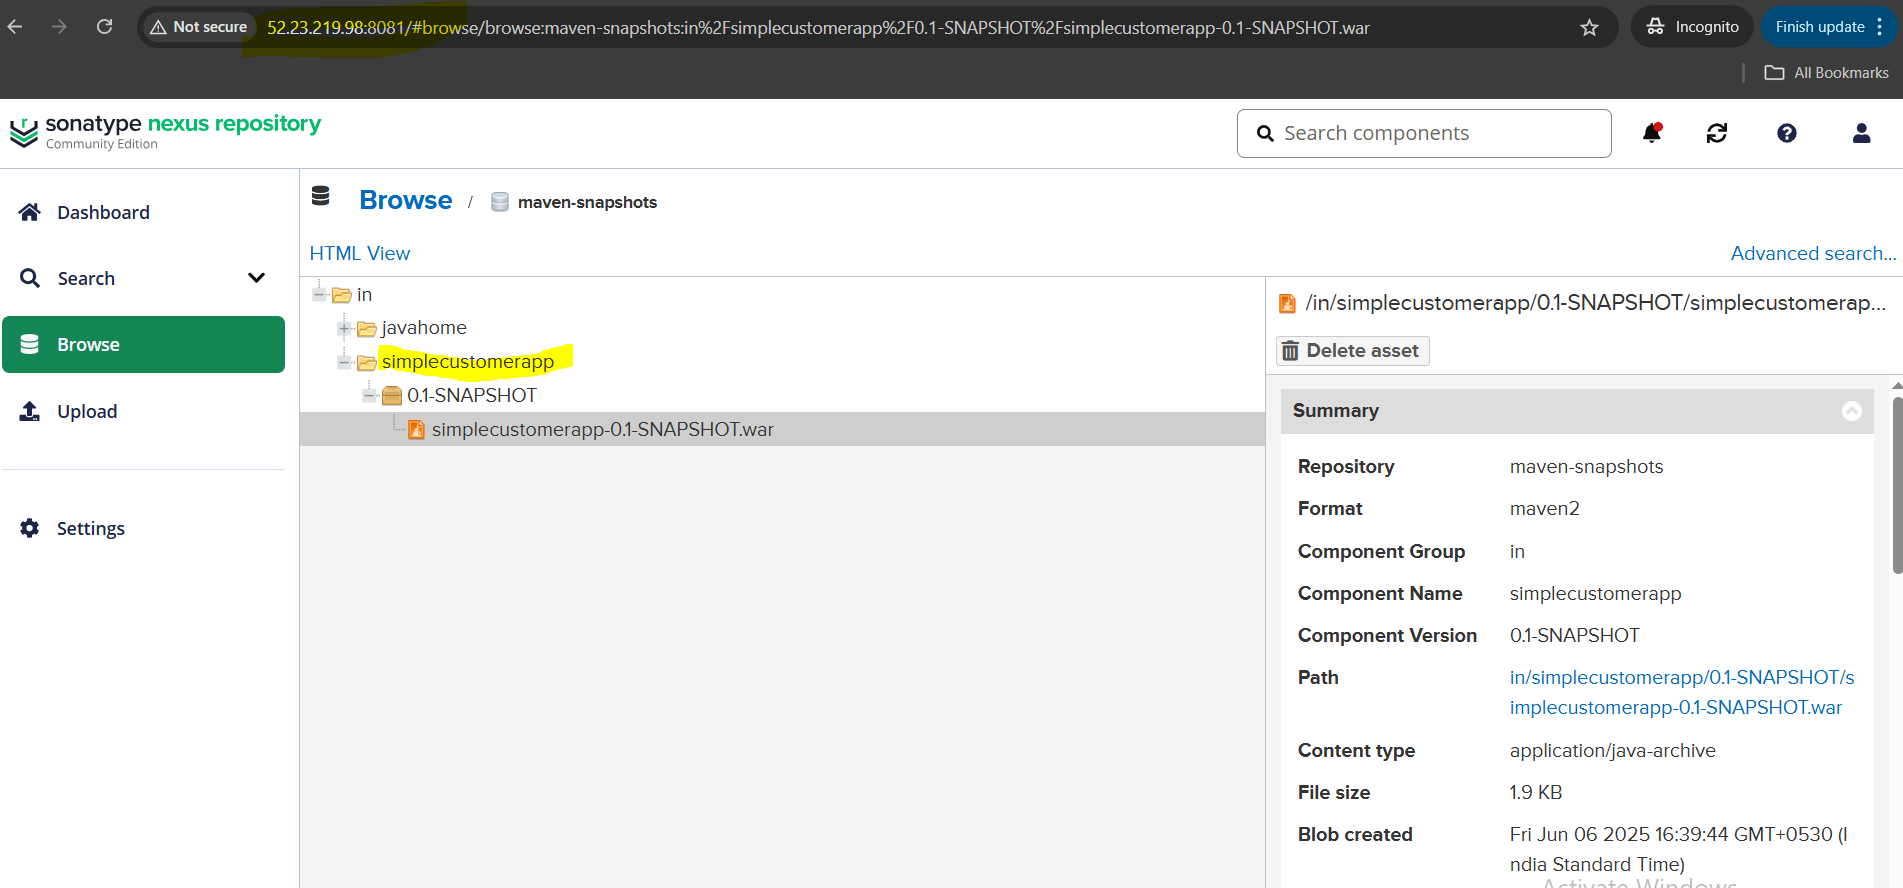 Not secure
52.23.219.98:8081/#browse/browse:maven-snapshots:in%2Fsimplecustomerapp%2F0.1-SNAPSHOT%2Fsimplecustomerapp-0.1-SNAPSHOT.war
Incognito
Finish update
All Bookmarks
sonatype nexus repository
Community Edition
Search components
Dashboard
Search
Browse
Upload
Settings
Browse / maven-snapshots
HTML View
Advanced search...
in
javahome
simplecustomerapp
0.1-SNAPSHOT
simplecustomerapp-0.1-SNAPSHOT.war
/in/simplecustomerapp/0.1-SNAPSHOT/simplecustomerap...
Delete asset
Summary
Repository maven-snapshots
Format maven2
Component Group in
Component Name simplecustomerapp
Component Version 0.1-SNAPSHOT
Path in/simplecustomerapp/0.1-SNAPSHOT/s
implecustomerapp-0.1-SNAPSHOT.war
Content type application/java-archive
File size 1.9 KB
Blob created Fri Jun 06 2025 16:39:44 GMT+0530 (I
ndia Standard Time)
Activate Windows